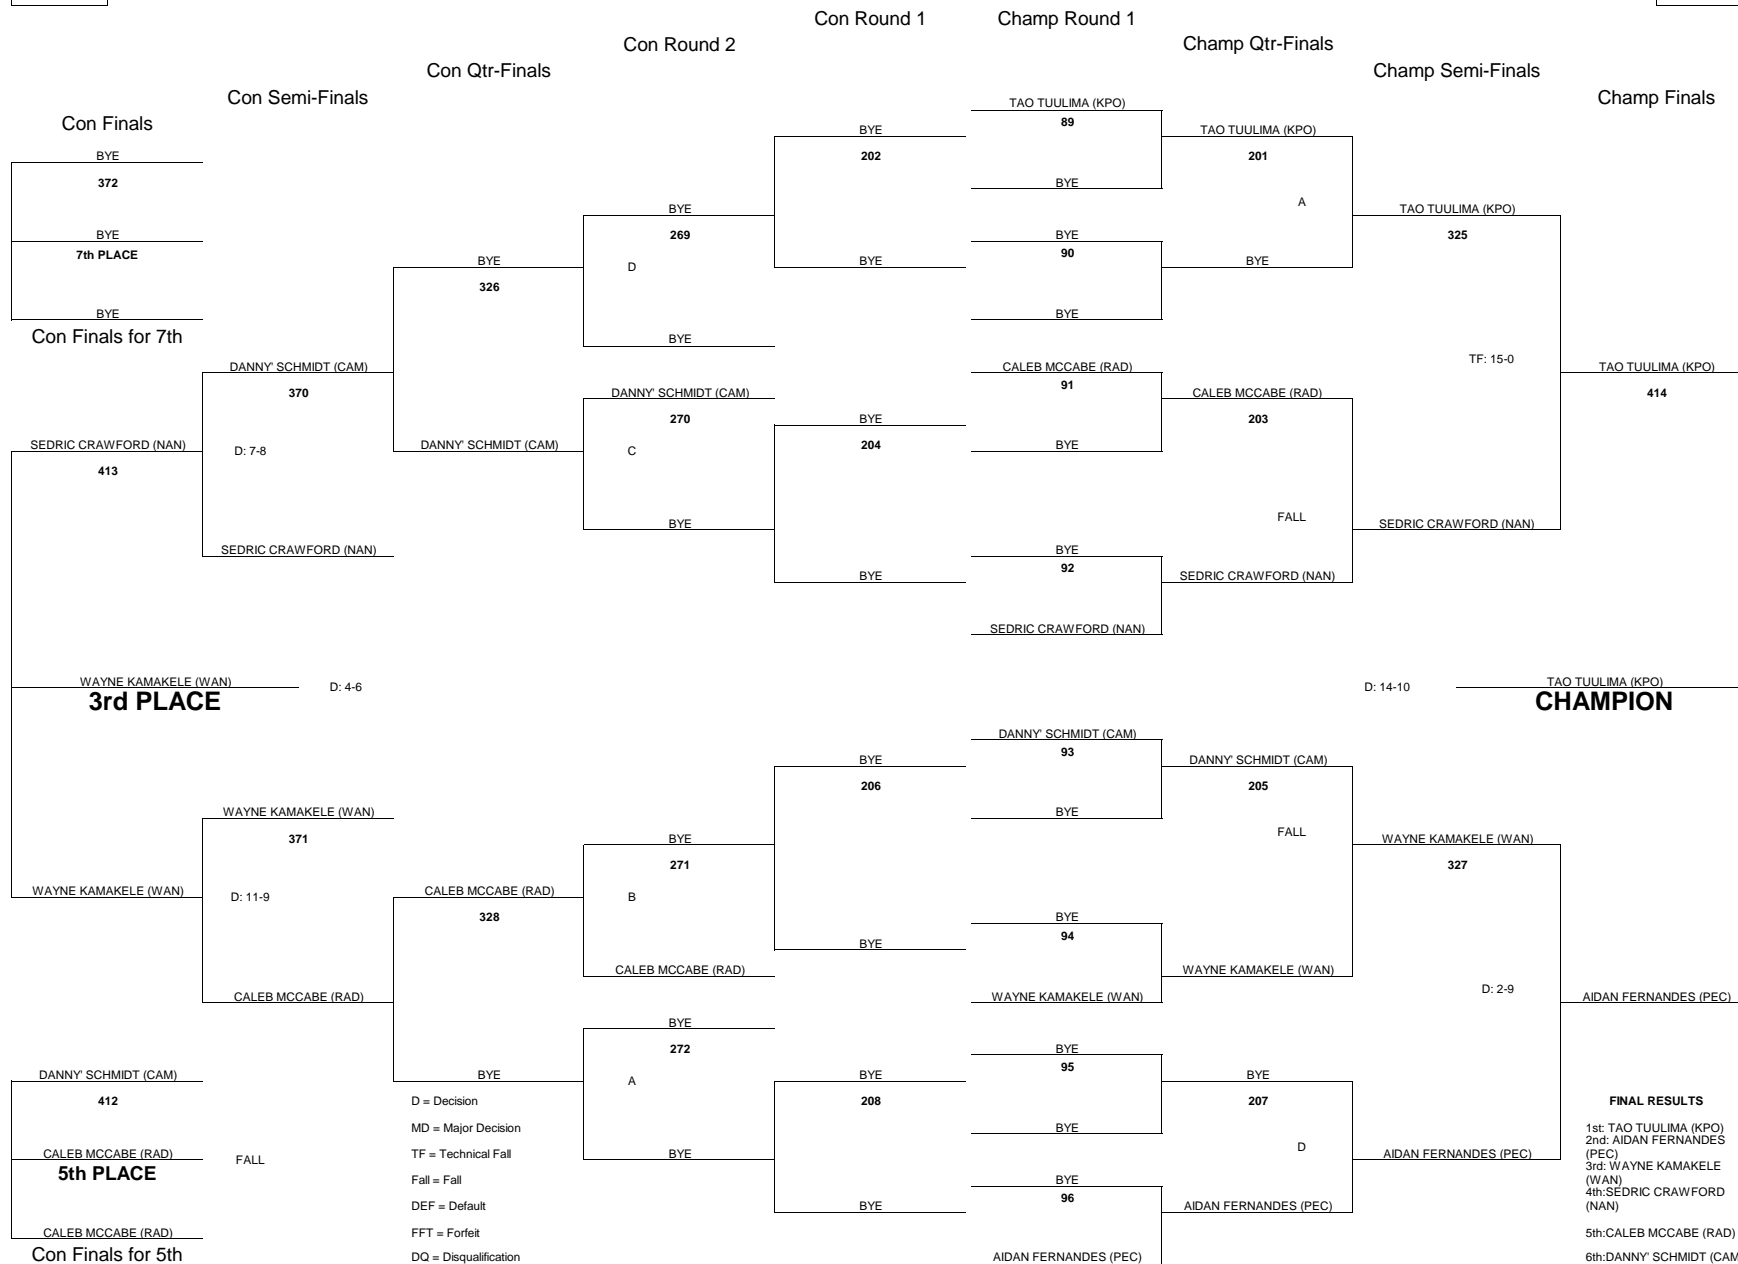 Con Round 1
Champ Round 1
Con Round 2
Champ Qtr-Finals
Con Qtr-Finals
Champ Semi-Finals
Con Semi-Finals
Champ Finals
Con Finals
BYE
372
BYE
7th PLACE
BYE
Con Finals for 7th
SEDRIC CRAWFORD (NAN)
413
WAYNE KAMAKELE (WAN)
3rd PLACE
D: 4-6
WAYNE KAMAKELE (WAN)
DANNY' SCHMIDT (CAM)
412
CALEB MCCABE (RAD)
5th PLACE
FALL
CALEB MCCABE (RAD)
Con Finals for 5th
DANNY' SCHMIDT (CAM)
370
D: 7-8
SEDRIC CRAWFORD (NAN)
WAYNE KAMAKELE (WAN)
371
D: 11-9
CALEB MCCABE (RAD)
BYE
326
DANNY' SCHMIDT (CAM)
CALEB MCCABE (RAD)
328
BYE
D = Decision
MD = Major Decision
TF = Technical Fall
Fall = Fall
DEF = Default
FFT = Forfeit
DQ = Disqualification
BYE
269
D
BYE
DANNY' SCHMIDT (CAM)
270
C
BYE
BYE
271
B
CALEB MCCABE (RAD)
BYE
272
A
BYE
BYE
202
BYE
BYE
204
BYE
BYE
206
BYE
BYE
208
BYE
TAO TUULIMA (KPO)
89
BYE
BYE
90
BYE
CALEB MCCABE (RAD)
91
BYE
BYE
92
SEDRIC CRAWFORD (NAN)
DANNY' SCHMIDT (CAM)
93
BYE
BYE
94
WAYNE KAMAKELE (WAN)
BYE
95
BYE
BYE
96
AIDAN FERNANDES (PEC)
TAO TUULIMA (KPO)
201
A
BYE
CALEB MCCABE (RAD)
203
FALL
SEDRIC CRAWFORD (NAN)
DANNY' SCHMIDT (CAM)
205
FALL
WAYNE KAMAKELE (WAN)
BYE
207
D
AIDAN FERNANDES (PEC)
TAO TUULIMA (KPO)
325
TF: 15-0
SEDRIC CRAWFORD (NAN)
WAYNE KAMAKELE (WAN)
327
D: 2-9
AIDAN FERNANDES (PEC)
TAO TUULIMA (KPO)
414
D: 14-10
TAO TUULIMA (KPO)
CHAMPION
AIDAN FERNANDES (PEC)
FINAL RESULTS
1st: TAO TUULIMA (KPO)
2nd: AIDAN FERNANDES
(PEC)
3rd: WAYNE KAMAKELE
(WAN)
4th:SEDRIC CRAWFORD
(NAN)
5th:CALEB MCCABE (RAD)
6th:DANNY' SCHMIDT (CAM